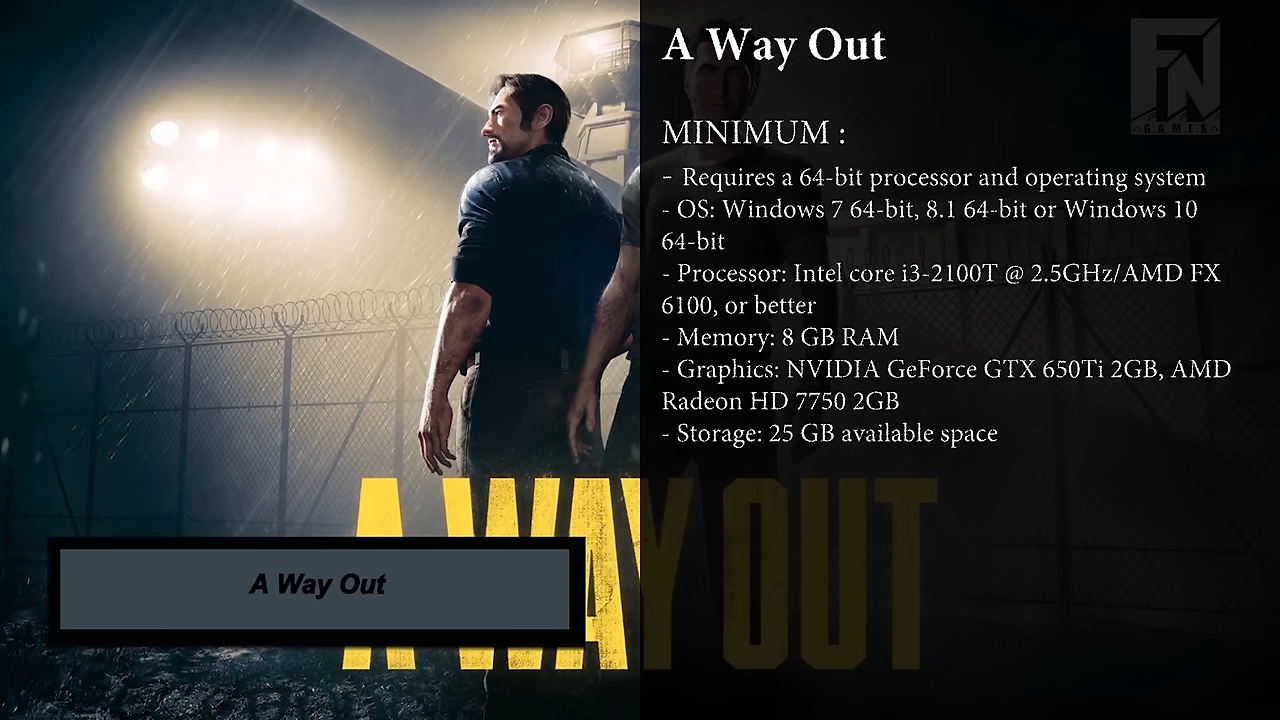 A Way Out
FN
GAMES
MINIMUM :
- Requires a 64-bit processor and operating system
- OS: Windows 7 64-bit, 8.1 64-bit or Windows 10
64-bit
- Processor: Intel core i3-2100T @ 2.5GHz/AMD FX
6100, or better
- Memory: 8 GB RAM
- Graphics: NVIDIA GeForce GTX 650Ti 2GB, AMD
Radeon HD 7750 2GB
- Storage: 25 GB available space
A WAY OUT
A Way Out